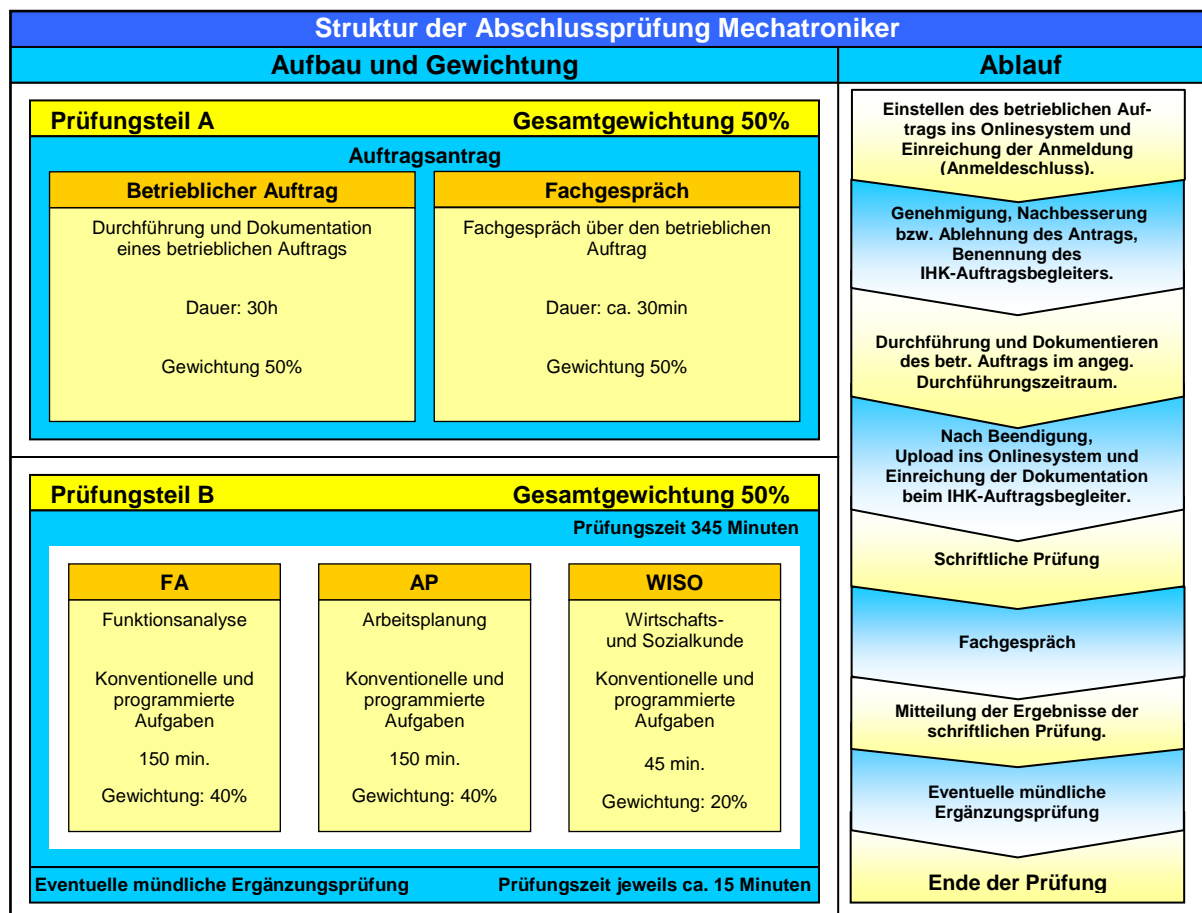 Struktur der Abschlussprüfung Mechatroniker
Aufbau und Gewichtung
Prüfungsteil A
Gesamtgewichtung 50%
Auftragsantrag
Betrieblicher Auftrag
Durchführung und Dokumentation
eines betrieblichen Auftrags
Dauer: 30h
Gewichtung 50%
Fachgespräch
Fachgespräch über den betrieblichen
Auftrag
Dauer: ca. 30min
Gewichtung 50%
Prüfungsteil B
Gesamtgewichtung 50%
Prüfungszeit 345 Minuten
FA
Funktionsanalyse
Konventionelle und
programmierte
Aufgaben
150 min.
Gewichtung: 40%
AP
Arbeitsplanung
Konventionelle und
programmierte
Aufgaben
150 min.
Gewichtung: 40%
WISO
Wirtschafts-
und Sozialkunde
Konventionelle und
programmierte
Aufgaben
45 min.
Gewichtung: 20%
Eventuelle mündliche Ergänzungsprüfung
Prüfungszeit jeweils ca. 15 Minuten
Ablauf
Einstellen des betrieblichen Auf-
trags ins Onlinesystem und
Einreichung der Anmeldung
(Anmeldeschluss).
Genehmigung, Nachbesserung
bzw. Ablehnung des Antrags,
Benennung des
IHK-Auftragsbegleiters.
Durchführung und Dokumentieren
des betr. Auftrags im angeg.
Durchführungszeitraum.
Nach Beendigung,
Upload ins Onlinesystem und
Einreichung der Dokumentation
beim IHK-Auftragsbegleiter.
Schriftliche Prüfung
Fachgespräch
Mitteilung der Ergebnisse der
schriftlichen Prüfung.
Eventuelle mündliche
Ergänzungsprüfung
Ende der Prüfung